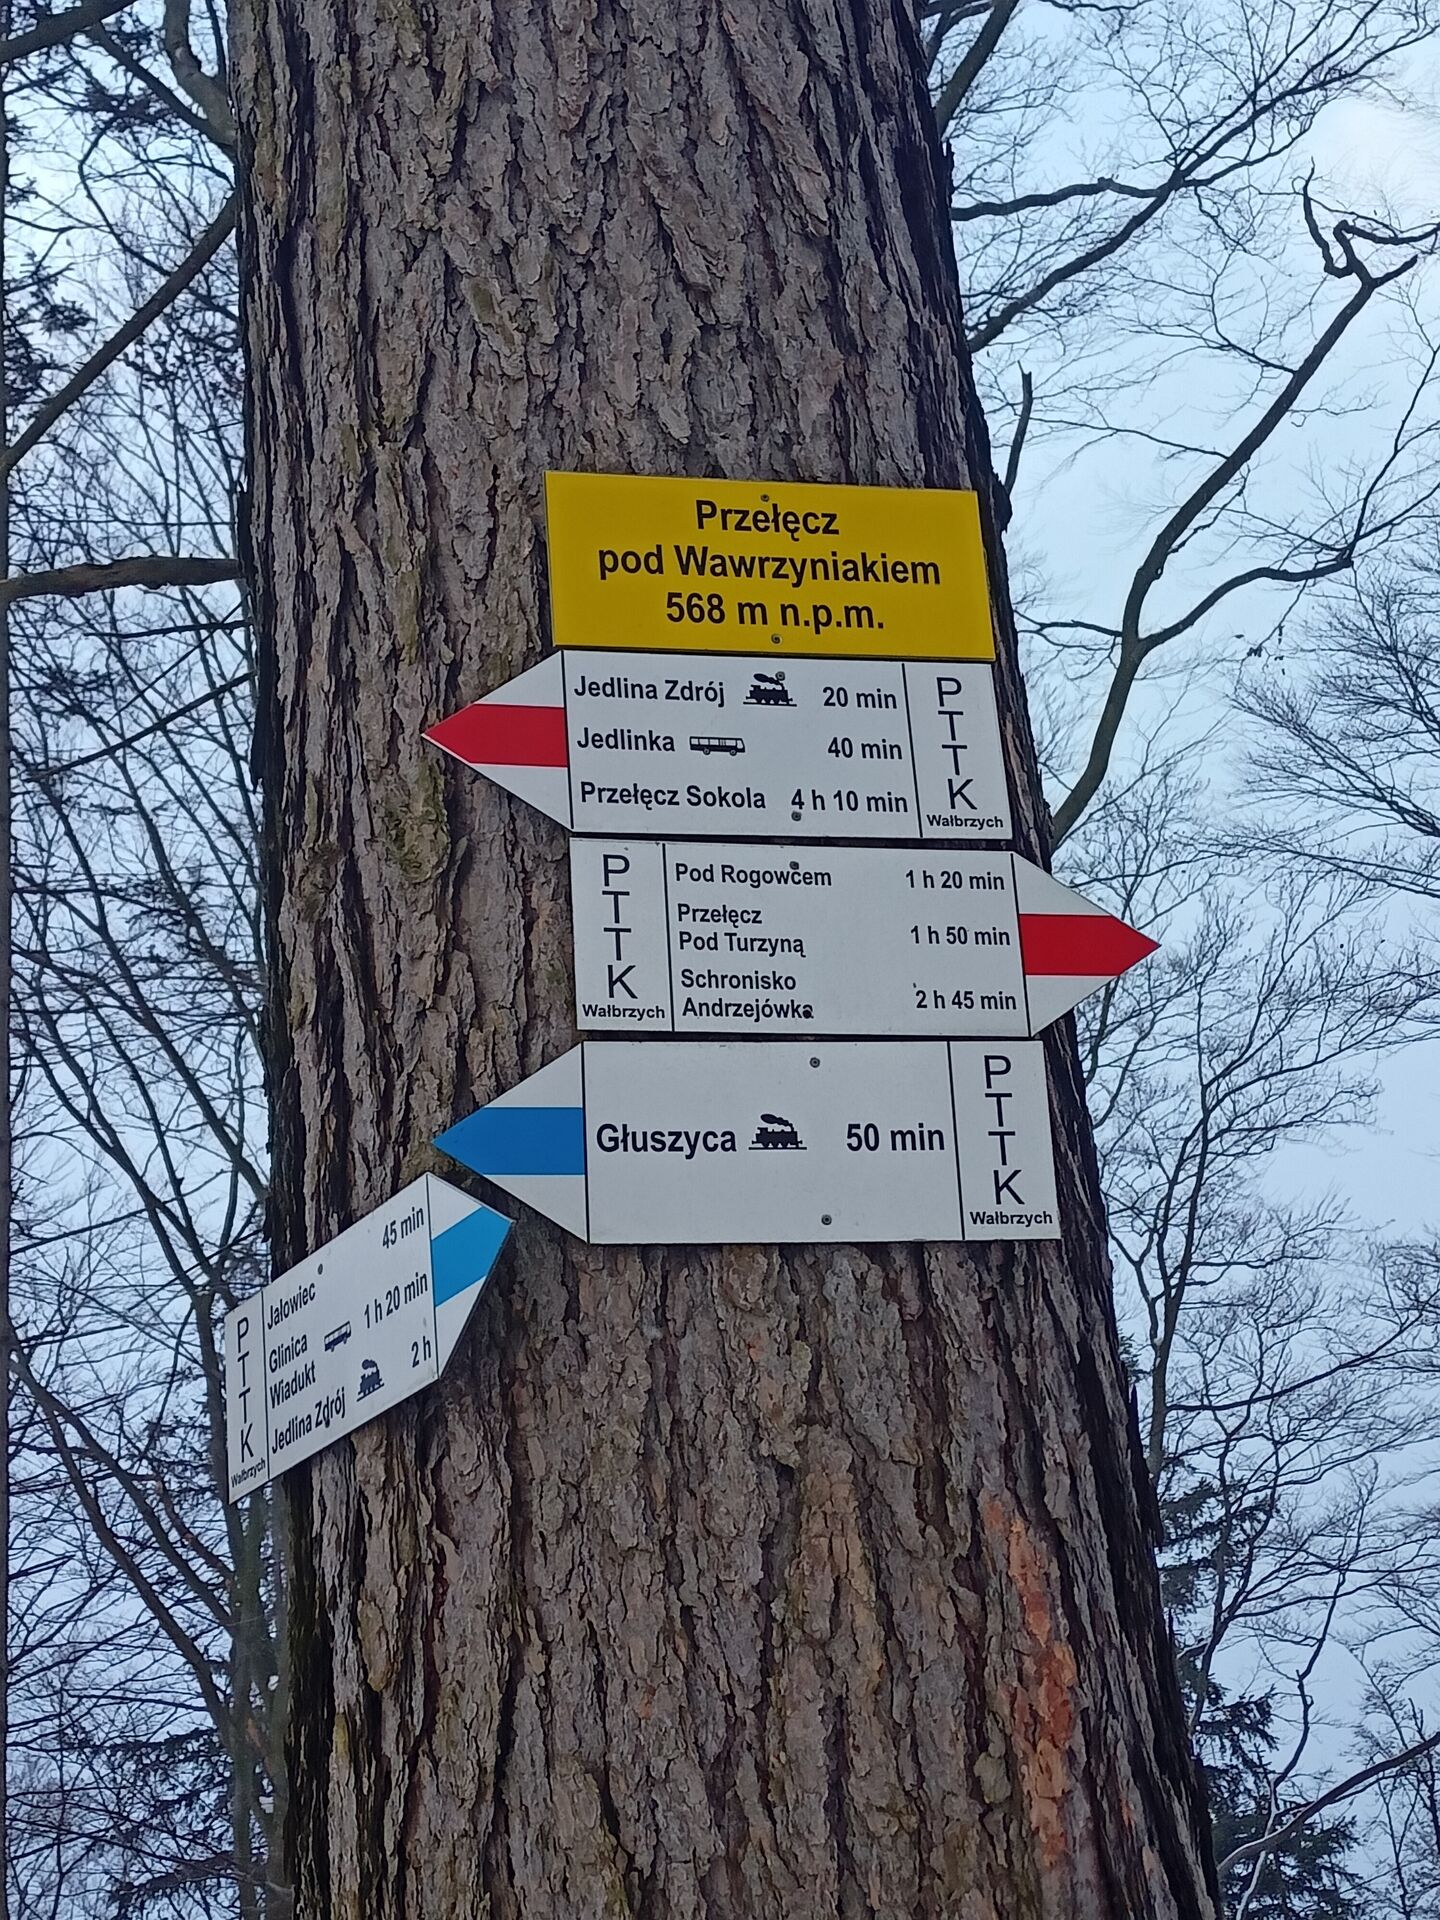 Przełęcz
pod Wawrzyniakiem
568 m n.p.m.
Jedlina Zdrój 20 min
Jedlinka 40 min
Przełęcz Sokola 4 h 10 min
PTTK
Wałbrzych
PTTK
Wałbrzych
Pod Rogowcem 1 h 20 min
Przełęcz
Pod Turzyną 1 h 50 min
Schronisko
Andrzejówka 2 h 45 min
Głuszyca 50 min
PTTK
Wałbrzych
PTTK
Wałbrzych
Jałowiec 45 min
Glinica
Wiadukt 1 h 20 min
Jedlina Zdrój 2 h